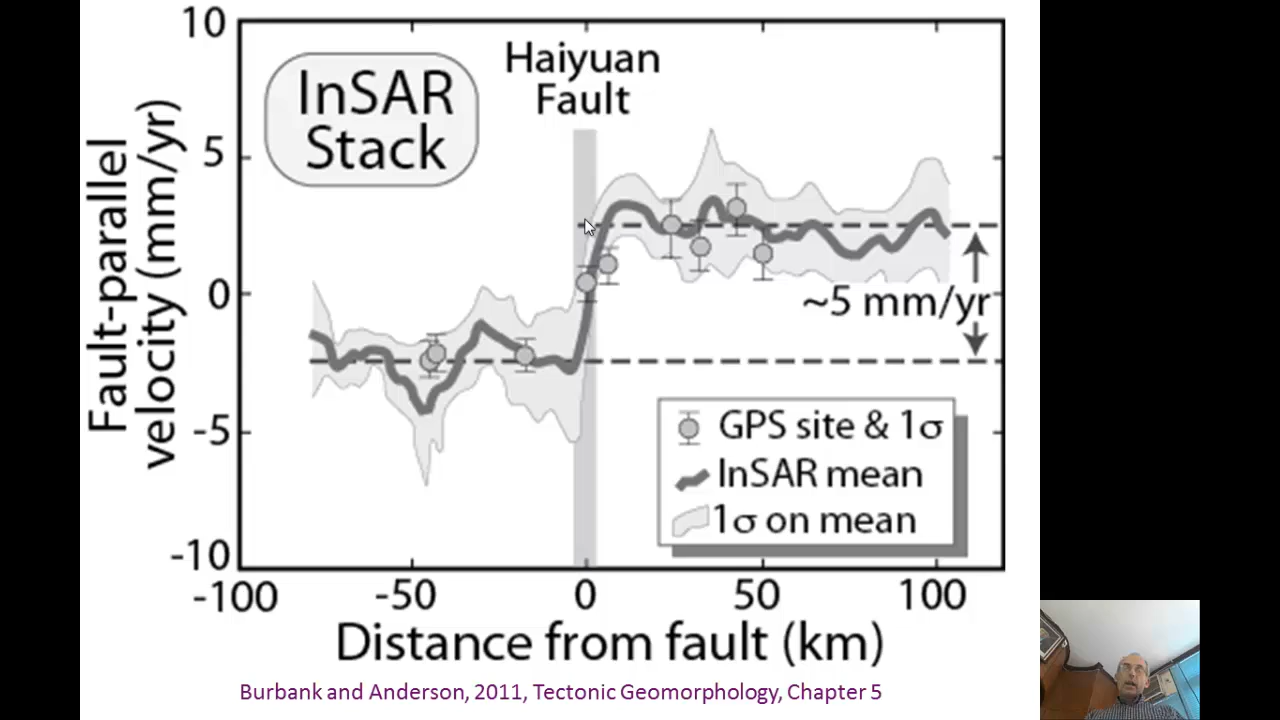 10
5
0
-5
-10
Fault-parallel
velocity (mm/yr)
InSAR
Stack
Haiyuan
Fault
~5 mm/yr
GPS site & 1σ
InSAR mean
1σ on mean
-100
-50
0
50
100
Distance from fault (km)
Burbank and Anderson, 2011, Tectonic Geomorphology, Chapter 5